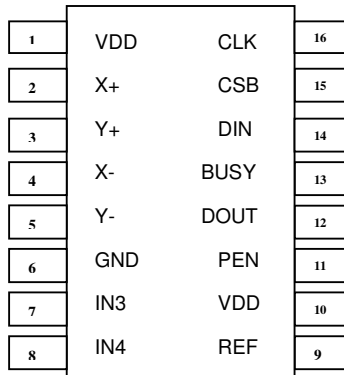 1 VDD CLK 16
2 X+ CSB 15
3 Y+ DIN 14
4 X- BUSY 13
5 Y- DOUT 12
6 GND PEN 11
7 IN3 VDD 10
8 IN4 REF 9